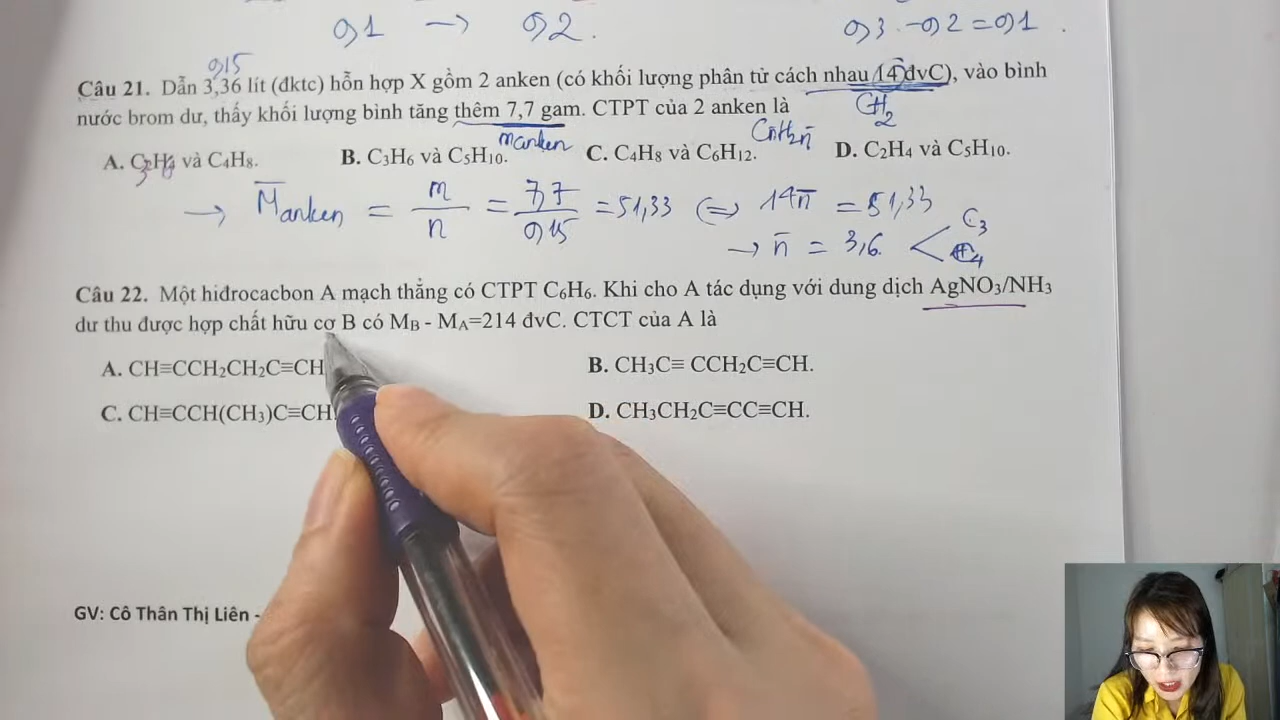 0,1 → 0,2.
0,3 - 0,2 = 0,1.
0,15
Câu 21. Dẫn 3,36 lít (đktc) hỗn hợp X gồm 2 anken (có khối lượng phân tử cách nhau 14 đvC), vào bình
nước brom dư, thấy khối lượng bình tăng thêm 7,7 gam. CTPT của 2 anken là
CH2
manken
CnH2n
A. và C4H8. B. C3H6 và C5H10. C. C4H8 và C6H12. D. C2H4 và C5H10.
→ Manken = m/n = 7,7/0,15 = 51,33 ⇔ 14n = 51,33
→ n = 3,6 < C3
C4
Câu 22. Một hiđrocacbon A mạch thẳng có CTPT C6H6. Khi cho A tác dụng với dung dịch AgNO3/NH3
dư thu được hợp chất hữu cơ B có MB - MA=214 đvC. CTCT của A là
A. CH≡CCH2CH2C≡CH B. CH3C≡ CCH2C≡CH.
C. CH≡CCH(CH3)C≡CH. D. CH3CH2C≡CC≡CH.
GV: Cô Thân Thị Liên -